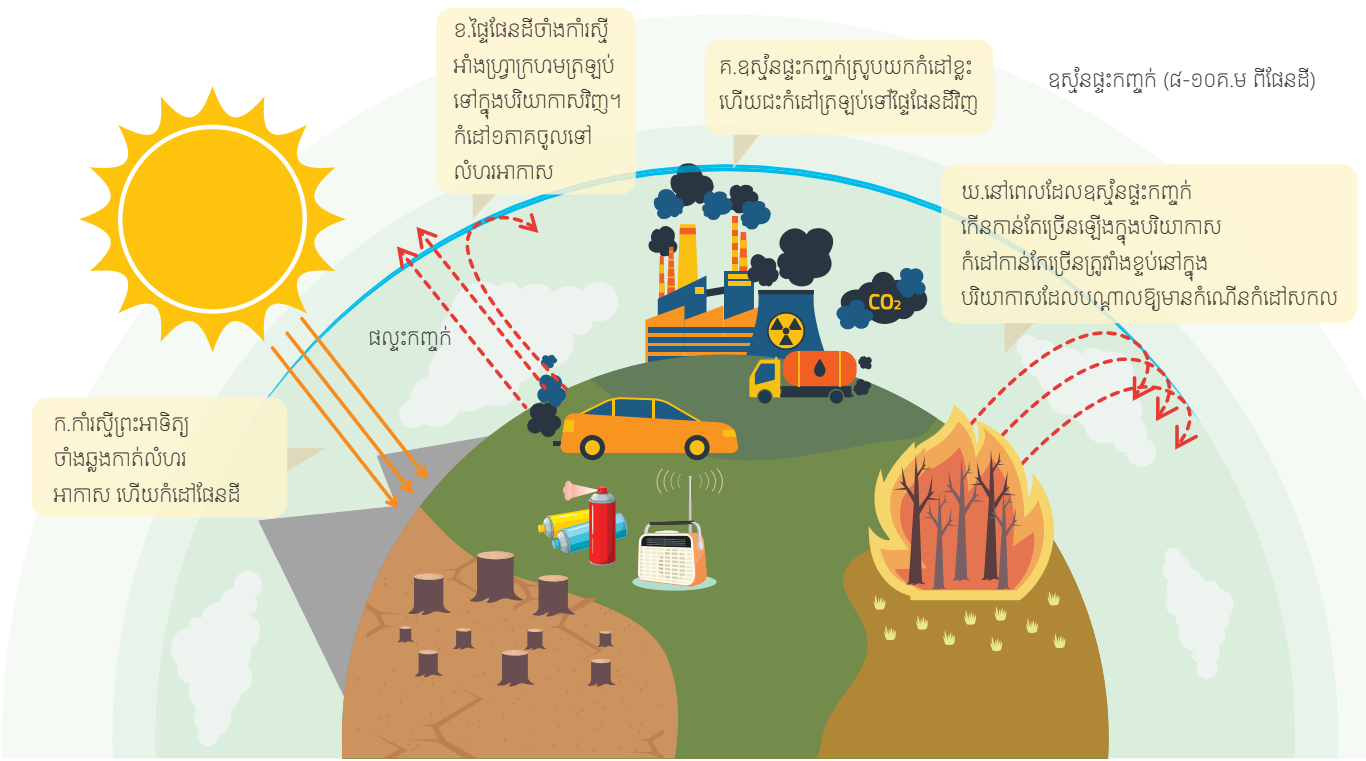 ក.កាំរស្មីព្រះអាទិត្យ
ចាំងឆ្លងកាត់លំហរ
អាកាស ហើយកំដៅផែនដី
ខ.ផ្ទៃផែនដីចាំងកាំរស្មី
អាំងហ្វ្រាក្រហមត្រឡប់
ទៅក្នុងបរិយាកាសវិញ។
កំដៅ១ភាគចូលទៅ
លំហរអាកាស
គ.ឧស្ម័នផ្ទះកញ្ចក់ស្រូបយកកំដៅខ្លះ
ហើយជះកំដៅត្រឡប់ទៅផ្ទៃផែនដីវិញ
ឧស្ម័នផ្ទះកញ្ចក់ (៨-១០គ.ម ពីផែនដី)
ឃ.នៅពេលដែលឧស្ម័នផ្ទះកញ្ចក់
កើនកាន់តែច្រើនឡើងក្នុងបរិយាកាស
កំដៅកាន់តែច្រើនត្រូវរាំងខ្ទប់នៅក្នុង
បរិយាកាសដែលបណ្តាលឱ្យមានកំណើនកំដៅសកល
ផល្ទះកញ្ចក់
CO₂